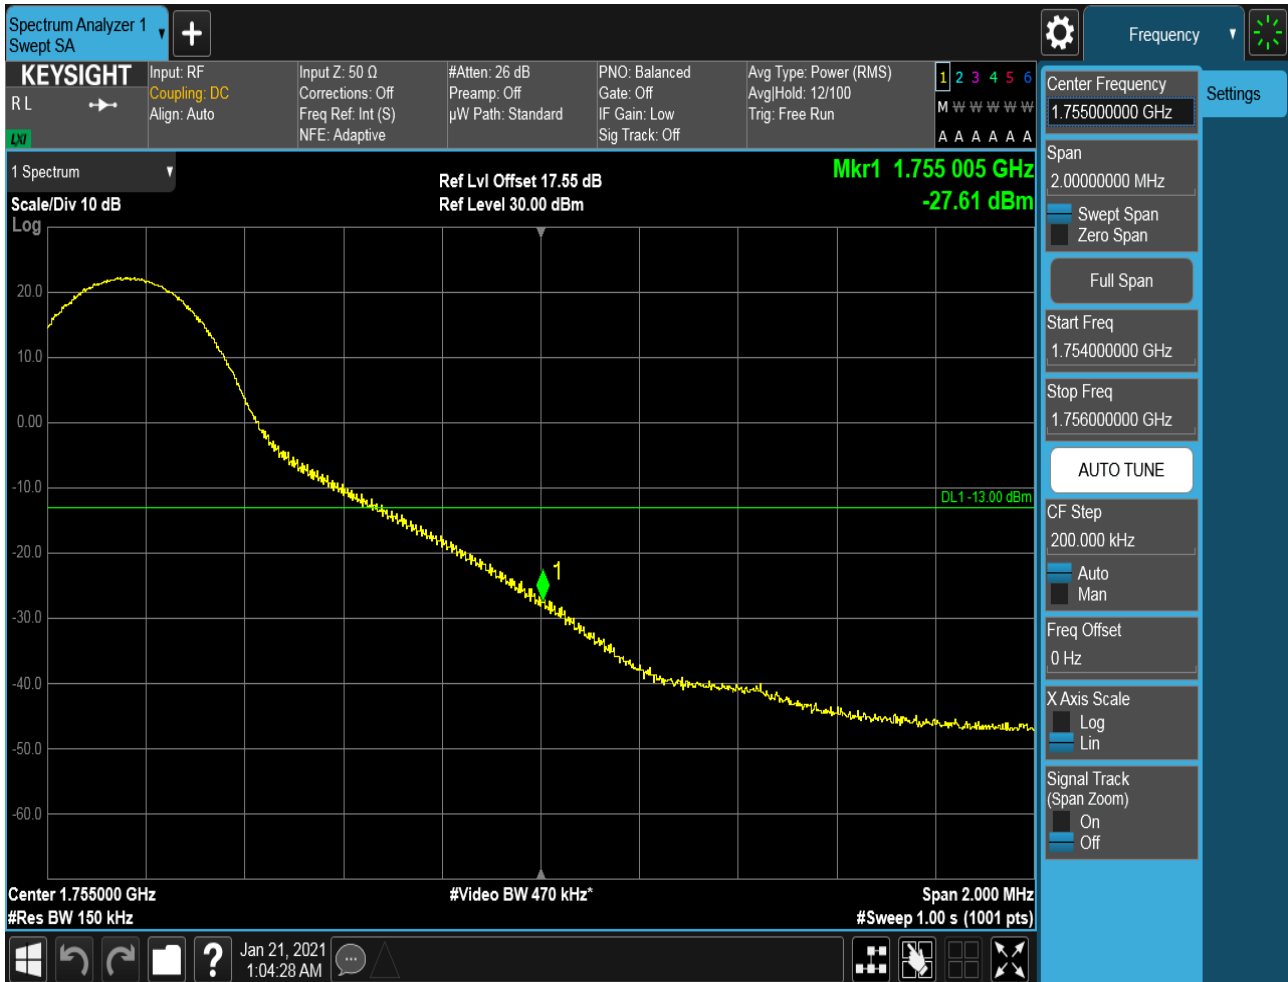 Spectrum Analyzer 1
Swept SA
Frequency
KEYSIGHT
R L
LXI
Input: RF
Coupling: DC
Align: Auto
Input Z: 50 Ω
Corrections: Off
Freq Ref: Int (S)
NFE: Adaptive
#Atten: 26 dB
Preamp: Off
µW Path: Standard
PNO: Balanced
Gate: Off
IF Gain: Low
Sig Track: Off
Avg Type: Power (RMS)
Avg|Hold: 12/100
Trig: Free Run
1 2 3 4 5 6
M W W W W W
A A A A A A
1 Spectrum
Scale/Div 10 dB
Log
Ref Lvl Offset 17.55 dB
Ref Level 30.00 dBm
Mkr1 1.755 005 GHz
-27.61 dBm
20.0
10.0
0.00
-10.0
DL1 -13.00 dBm
-20.0
1
-30.0
-40.0
-50.0
-60.0
Center 1.755000 GHz
#Video BW 470 kHz*
Span 2.000 MHz
#Res BW 150 kHz
#Sweep 1.00 s (1001 pts)
?
Jan 21, 2021
1:04:28 AM
Center Frequency
1.755000000 GHz
Settings
Span
2.00000000 MHz
Swept Span
Zero Span
Full Span
Start Freq
1.754000000 GHz
Stop Freq
1.756000000 GHz
AUTO TUNE
CF Step
200.000 kHz
Auto
Man
Freq Offset
0 Hz
X Axis Scale
Log
Lin
Signal Track
(Span Zoom)
On
Off